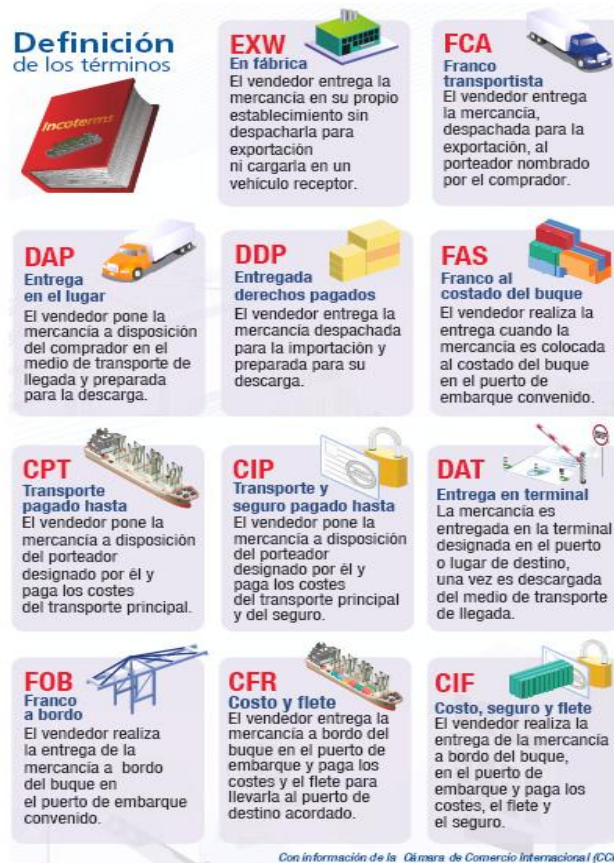 Definición
de los términos
Incoterms
EXW
En fábrica
El vendedor entrega la
mercancía en su propio
establecimiento sin
despacharla para
exportación
ni cargarla en un
vehículo receptor.
FCA
Franco
transportista
El vendedor entrega
la mercancía,
despachada para la
exportación, al
porteador nombrado
por el comprador.
DAP
Entrega
en el lugar
El vendedor pone la
mercancía a disposición
del comprador en el
medio de transporte de
llegada y preparada
para la descarga.
DDP
Entregada
derechos pagados
El vendedor entrega la
mercancía despachada
para la importación y
preparada para su
descarga.
FAS
Franco al
costado del buque
El vendedor realiza la
entrega cuando la
mercancía es colocada
al costado del buque
en el puerto de
embarque convenido.
CPT
Transporte
pagado hasta
El vendedor pone la
mercancía a disposición
del porteador
designado por él y
paga los costes
del transporte principal.
CIP
Transporte y
seguro pagado hasta
El vendedor pone la
mercancía a disposición
del porteador
designado por él y
paga los costes
del transporte principal
y del seguro.
DAT
Entrega en terminal
La mercancía es
entregada en la terminal
designada en el puerto
o lugar de destino,
una vez es descargada
del medio de transporte
de llegada.
FOB
Franco
a bordo
El vendedor realiza
la entrega de la
mercancía a bordo
del buque en
el puerto de embarque
convenido.
CFR
Costo y flete
El vendedor entrega la
mercancía a bordo del
buque en el puerto de
embarque y paga los
costes y el flete para
llevarla al puerto de
destino acordado.
CIF
Costo, seguro y flete
El vendedor realiza la
entrega de la mercancía
a bordo del buque,
en el puerto de
embarque y paga los
costes, el flete y
el seguro.
Con información de la Cámara de Comercio Internacional (CCI